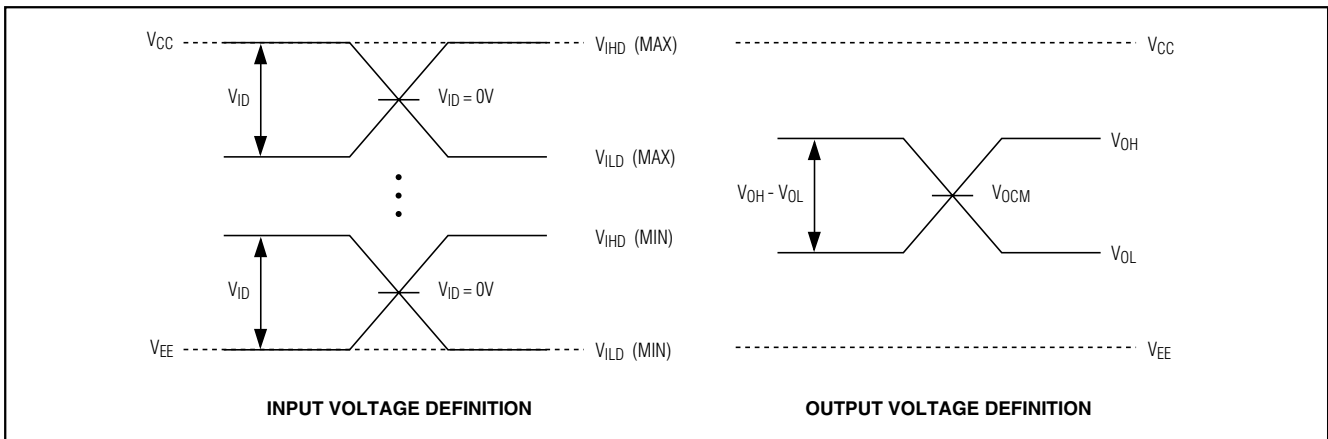 VCC
VIHD (MAX)
VID
VID = 0V
VILD (MAX)
VIHD (MIN)
VID
VID = 0V
VEE
VILD (MIN)
INPUT VOLTAGE DEFINITION
VCC
VOH
VOH - VOL
VOCM
VOL
VEE
OUTPUT VOLTAGE DEFINITION